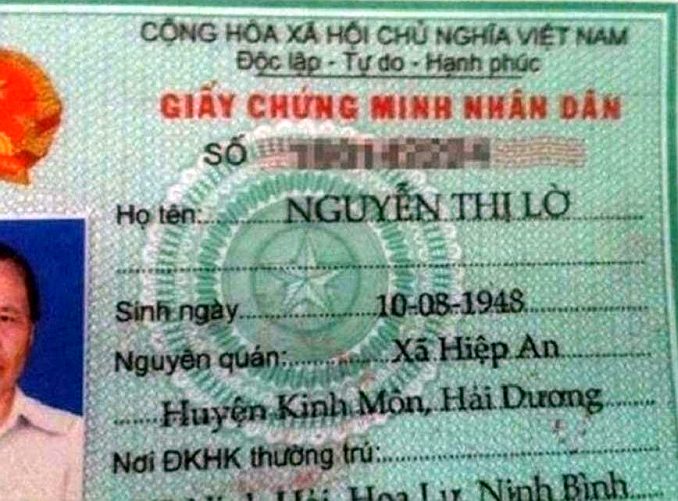 CỘNG HÒA XÃ HỘI CHỦ NGHĨA VIỆT NAM
Độc lập - Tự do - Hạnh phúc
GIẤY CHỨNG MINH NHÂN DÂN
SỐ
Họ tên: NGUYỄN THỊ LỜ
Sinh ngày 10-08-1948
Nguyên quán: Xã Hiệp An
Huyện Kinh Môn, Hải Dương
Nơi ĐKHK thường trú:
Hải, Hoa Lư, Ninh Bình